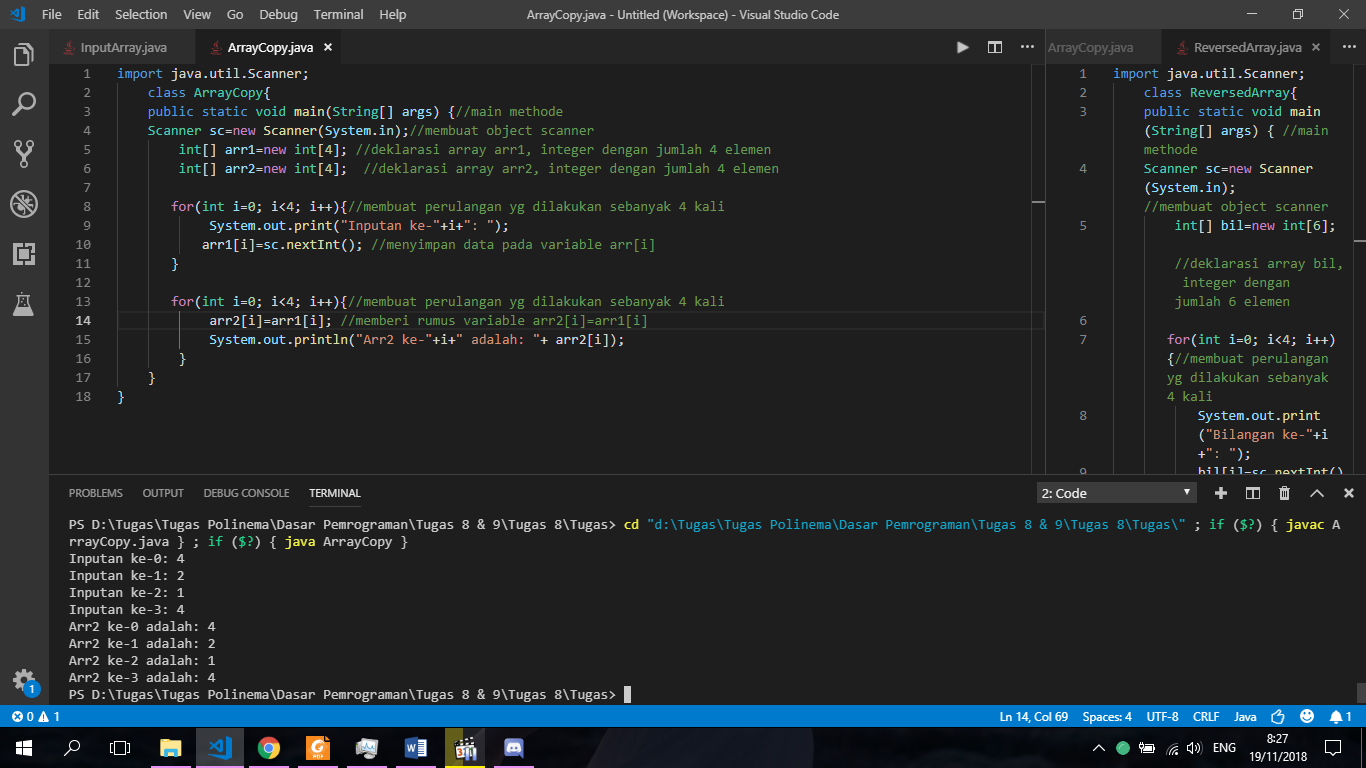 File Edit Selection View Go Debug Terminal Help ArrayCopy.java - Untitled (Workspace) - Visual Studio Code
InputArray.java ArrayCopy.java ×
1 import java.util.Scanner;
2 class ArrayCopy{
3 public static void main(String[] args) {//main methode
4 Scanner sc=new Scanner(System.in);//membuat object scanner
5 int[] arr1=new int[4]; //deklarasi array arr1, integer dengan jumlah 4 elemen
6 int[] arr2=new int[4]; //deklarasi array arr2, integer dengan jumlah 4 elemen
7
8 for(int i=0; i<4; i++){//membuat perulangan yg dilakukan sebanyak 4 kali
9 System.out.print("Inputan ke-"+i+": ");
10 arr1[i]=sc.nextInt(); //menyimpan data pada variable arr[i]
11 }
12
13 for(int i=0; i<4; i++){//membuat perulangan yg dilakukan sebanyak 4 kali
14 arr2[i]=arr1[i]; //memberi rumus variable arr2[i]=arr1[i]
15 System.out.println("Arr2 ke-"+i+" adalah: "+ arr2[i]);
16 }
17 }
18 }
ArrayCopy.java ReversedArray.java ×
1 import java.util.Scanner;
2 class ReversedArray{
3 public static void main
(String[] args) { //main
methode
4 Scanner sc=new Scanner
(System.in);
//membuat object scanner
5 int[] bil=new int[6];
//deklarasi array bil,
integer dengan
jumlah 6 elemen
6
7 for(int i=0; i<4; i++)
{//membuat perulangan
yg dilakukan sebanyak
4 kali
8 System.out.print
("Bilangan ke-"+i
+": ");
9 bil[i]=sc.nextInt()
PROBLEMS OUTPUT DEBUG CONSOLE TERMINAL 2: Code
PS D:\Tugas\Tugas Polinema\Dasar Pemrograman\Tugas 8 & 9\Tugas 8\Tugas> cd "d:\Tugas\Tugas Polinema\Dasar Pemrograman\Tugas 8 & 9\Tugas 8\Tugas\" ; if ($?) { javac A
rrayCopy.java } ; if ($?) { java ArrayCopy }
Inputan ke-0: 4
Inputan ke-1: 2
Inputan ke-2: 1
Inputan ke-3: 4
Arr2 ke-0 adalah: 4
Arr2 ke-1 adalah: 2
Arr2 ke-2 adalah: 1
Arr2 ke-3 adalah: 4
PS D:\Tugas\Tugas Polinema\Dasar Pemrograman\Tugas 8 & 9\Tugas 8\Tugas>
1
0 1 Ln 14, Col 69 Spaces: 4 UTF-8 CRLF Java 1
ENG 8:27
19/11/2018